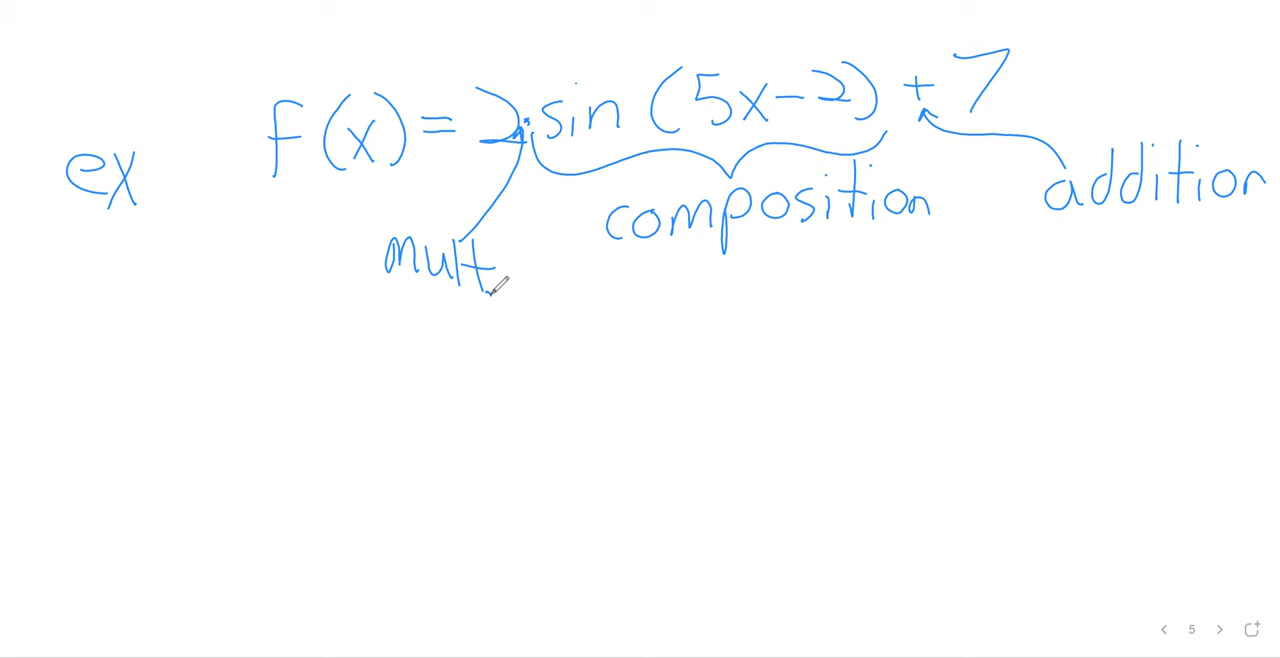 ex f(x) = 2·sin (5x-2) + 7
composition addition
mult
5